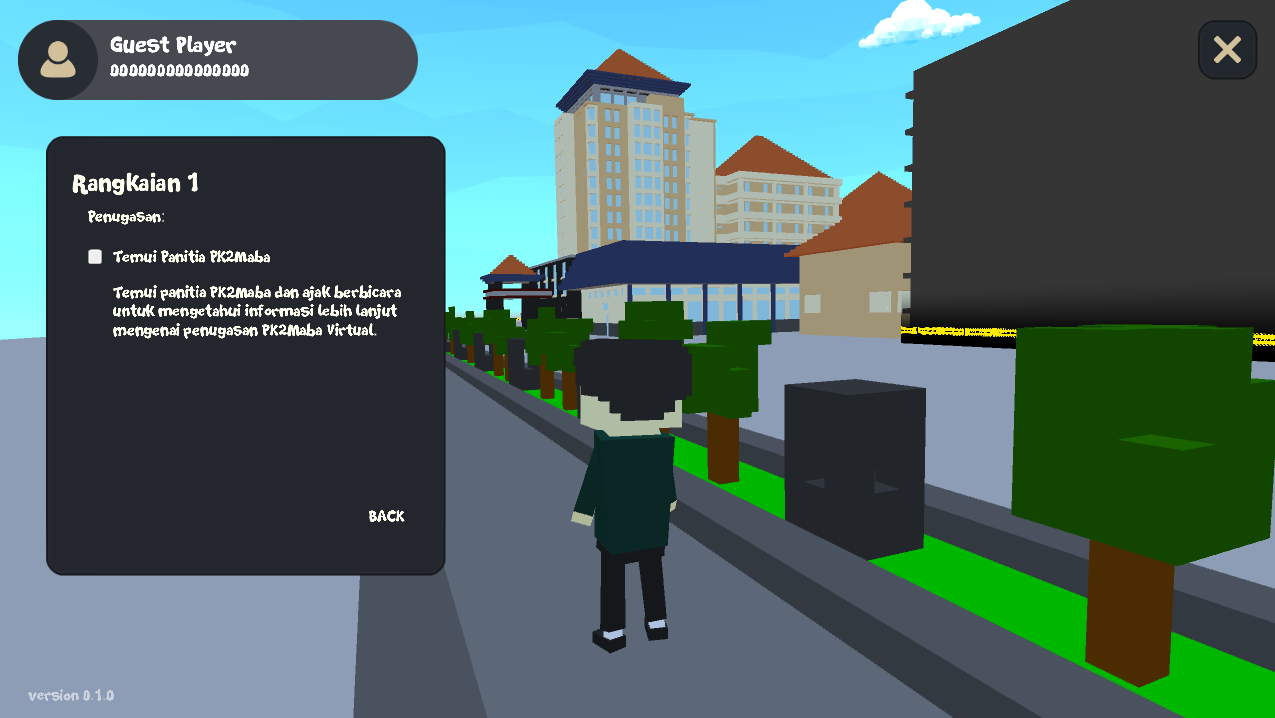 Guest Player
000000000000000
Rangkaian 1
Penugasan:
Temui Panitia PK2Maba
Temui panitia PK2Maba dan ajak berbicara
untuk mengetahui informasi lebih lanjut
mengenai penugasan PK2Maba Virtual.
BACK
version 0.1.0